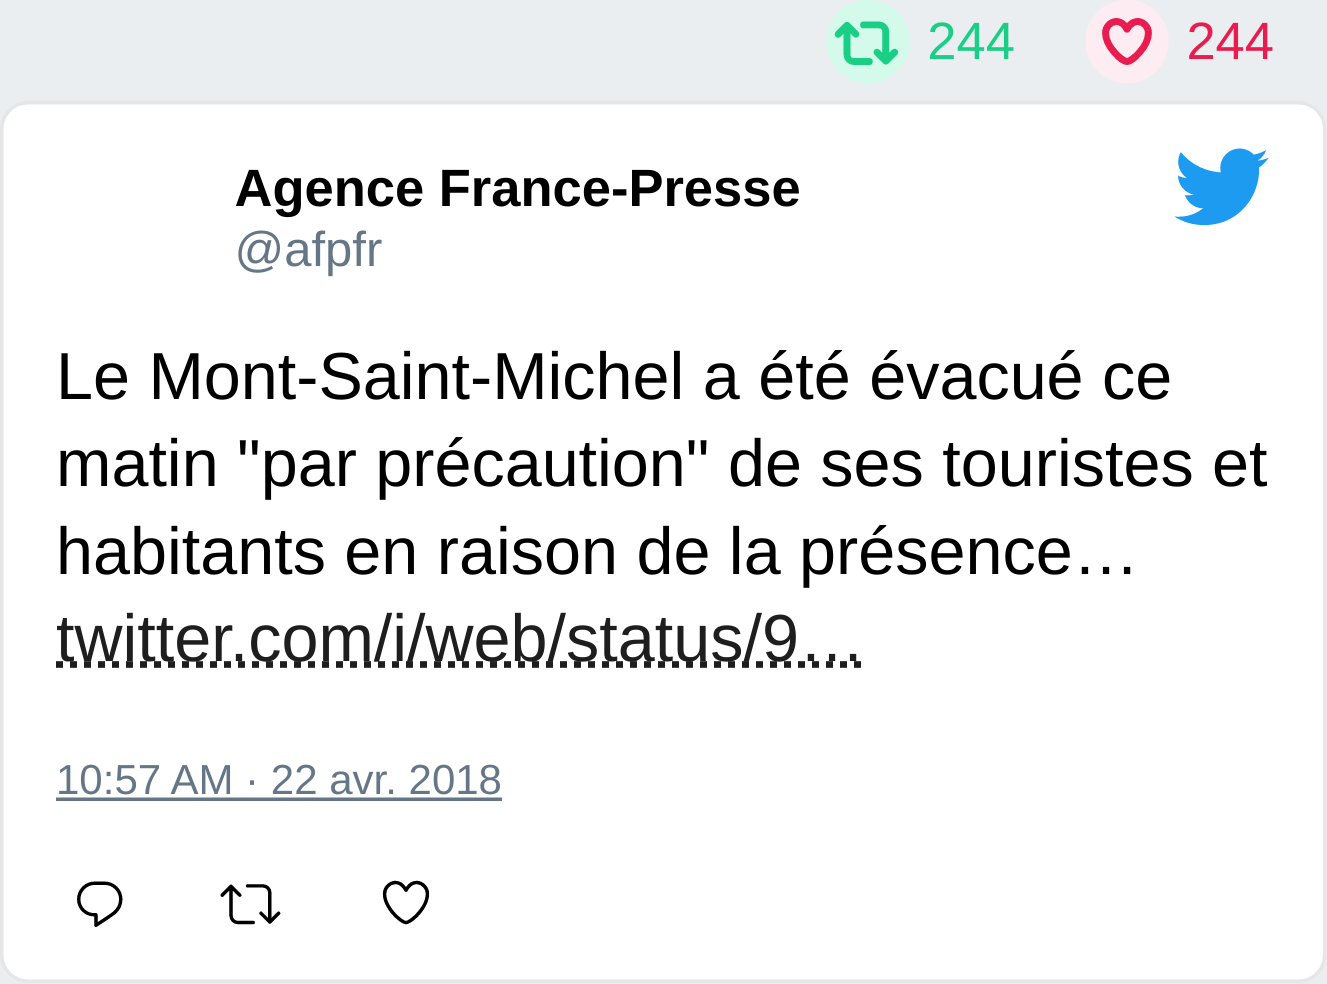 244 244
Agence France-Presse
@afpfr
Le Mont-Saint-Michel a été évacué ce
matin "par précaution" de ses touristes et
habitants en raison de la présence…
twitter.com/i/web/status/9…
10:57 AM · 22 avr. 2018